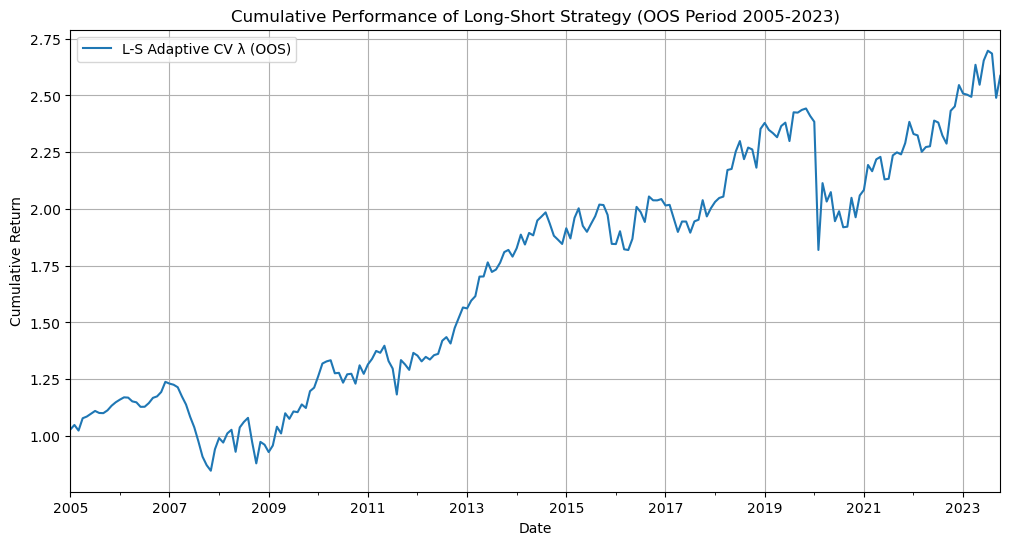 Cumulative Performance of Long-Short Strategy (OOS Period 2005-2023)
L-S Adaptive CV λ (OOS)
Cumulative Return
2.75
2.50
2.25
2.00
1.75
1.50
1.25
1.00
2005 2007 2009 2011 2013 2015 2017 2019 2021 2023
Date